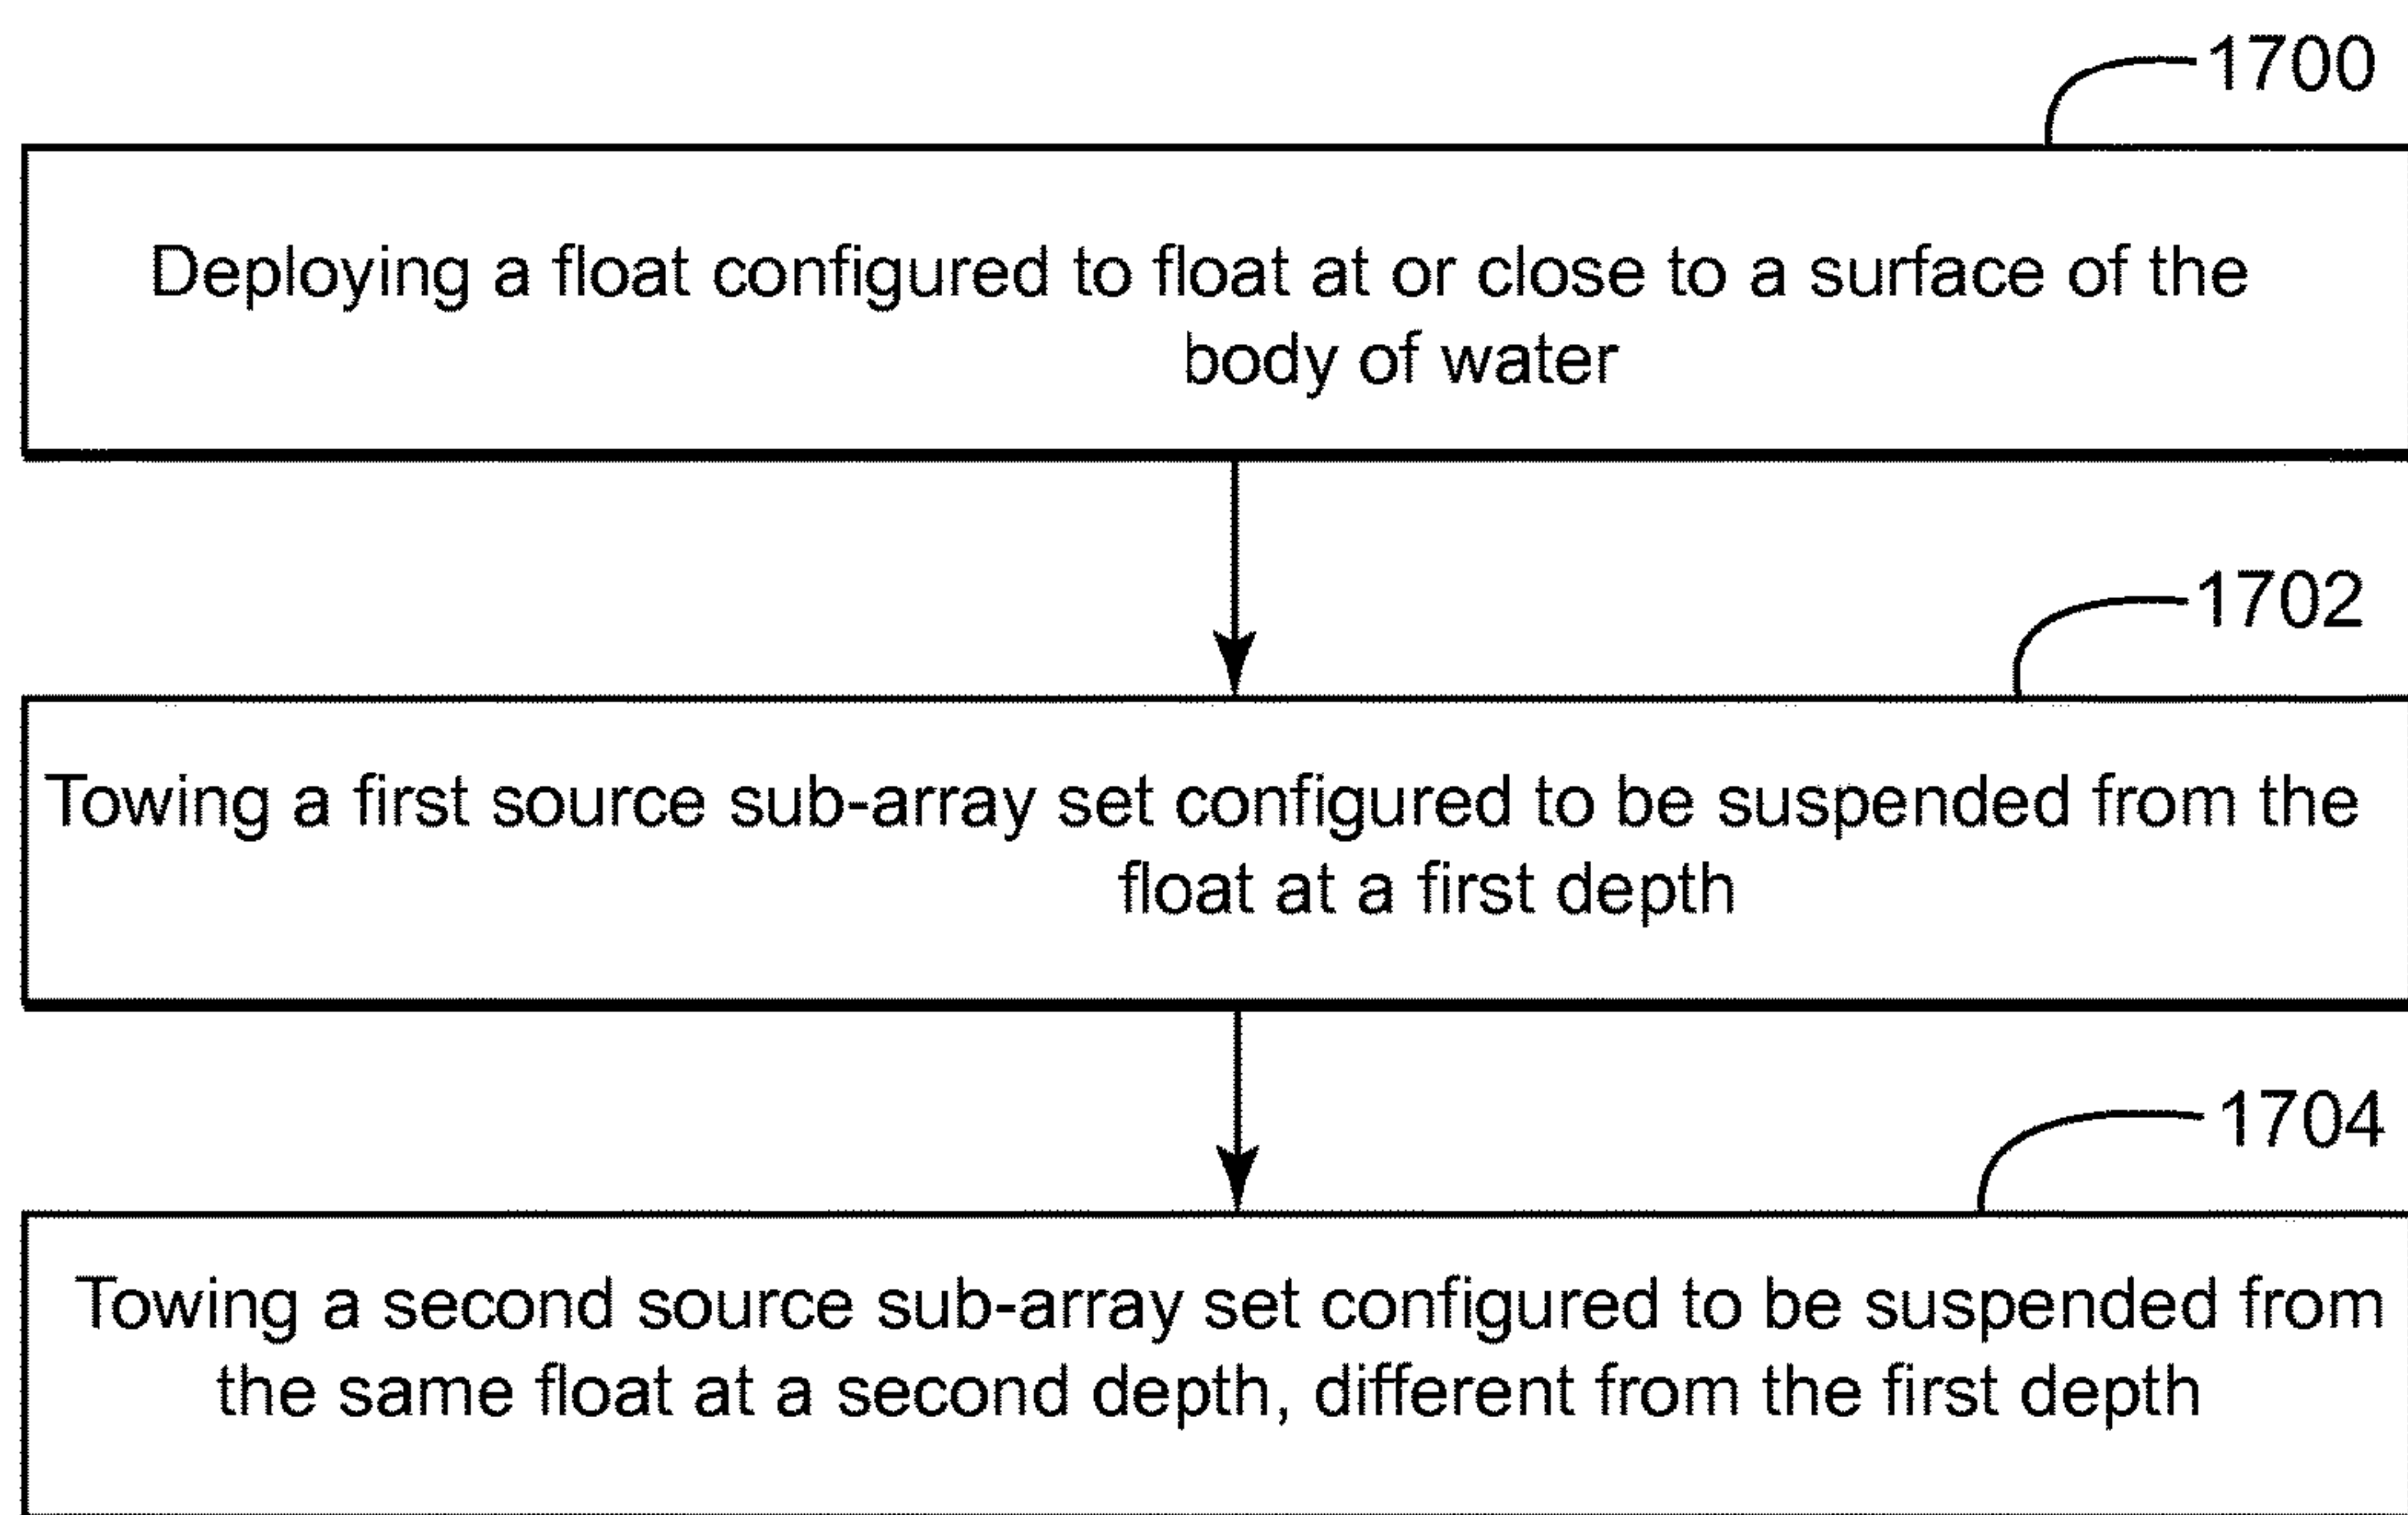 1700
Deploying a float configured to float at or close to a surface of the
body of water
1702
Towing a first source sub-array set configured to be suspended from the
float at a first depth
1704
Towing a second source sub-array set configured to be suspended from
the same float at a second depth, different from the first depth